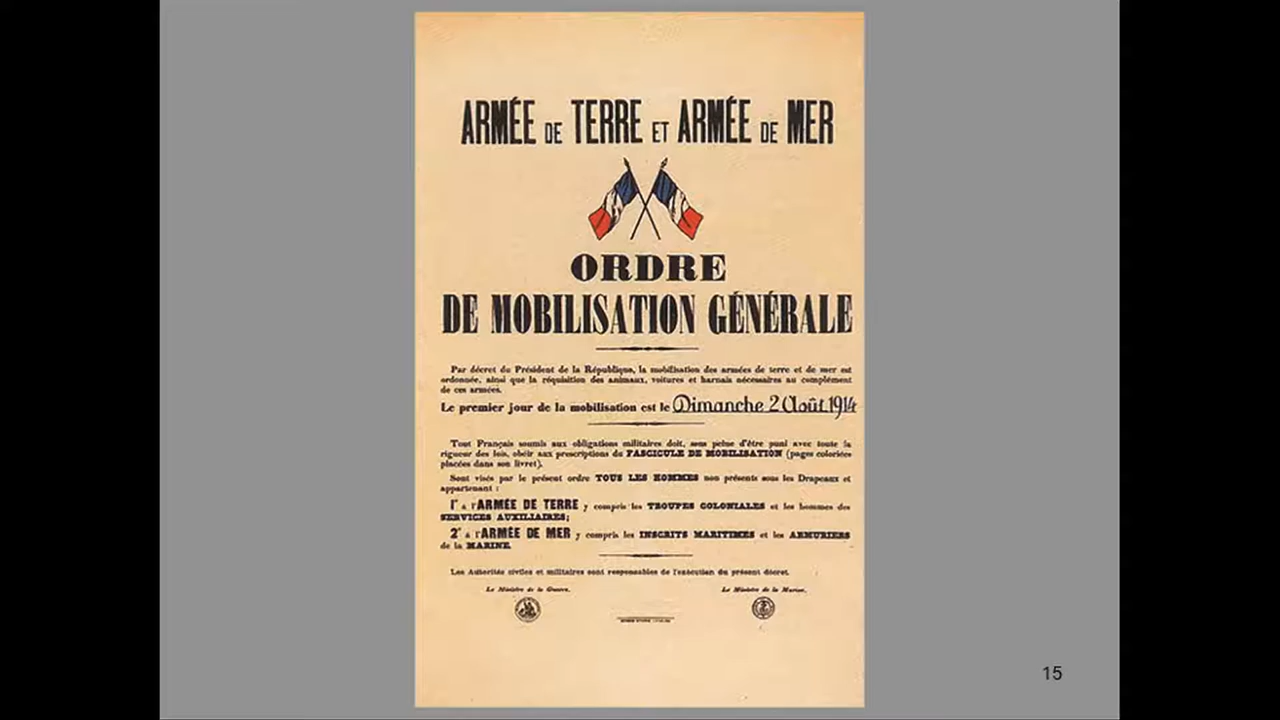 ARMÉE DE TERRE ET ARMÉE DE MER
ORDRE
DE MOBILISATION GÉNÉRALE
Par décret du Président de la République, la mobilisation des armées de terre et de mer est
ordonnée, ainsi que la réquisition des animaux, voitures et harnais nécessaires au complément
de ces armées.
Le premier jour de la mobilisation est le Dimanche 2 Août 1914
Tout Français soumis aux obligations militaires doit, sous peine d'être puni avec toute la
rigueur des lois, obéir aux prescriptions du FASCICULE DE MOBILISATION (pages coloriées
placées dans son livret).
Sont visés par le présent ordre TOUS LES HOMMES non présents sous les Drapeaux et
appartenant :
1° à l'ARMÉE DE TERRE y compris les TROUPES COLONIALES et les hommes des
SERVICES AUXILIAIRES;
2° à l'ARMÉE DE MER y compris les INSCRITS MARITIMES et les ARMURIERS
de la MARINE.
Les Autorités civiles et militaires sont responsables de l'exécution du présent décret.
Le Ministre de la Guerre, Le Ministre de la Marine,
15